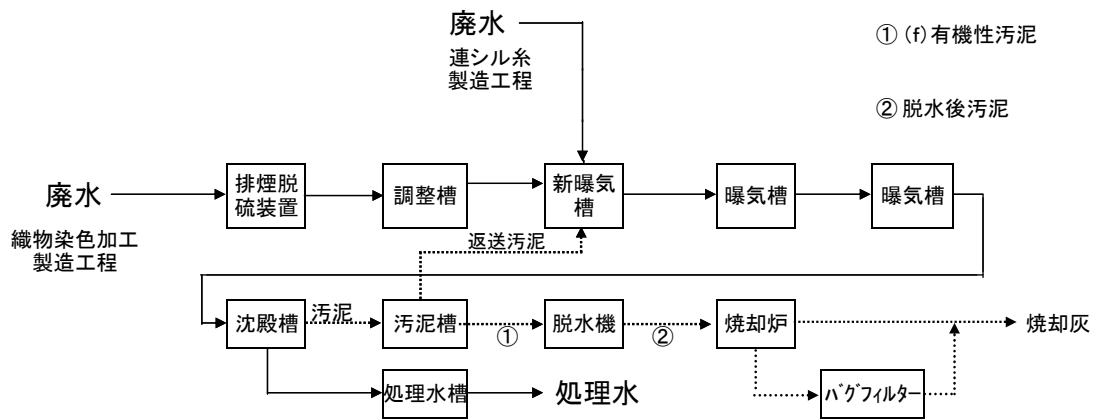 廃水
連シル糸
製造工程
① (f)有機性汚泥
② 脱水後汚泥
廃水
織物染色加工
製造工程
排煙脱
硫装置
調整槽
新曝気
槽
曝気槽
曝気槽
返送汚泥
沈殿槽
汚泥
汚泥槽
①
脱水機
②
焼却炉
焼却灰
処理水槽
処理水
ﾊﾞｸﾞﾌｨﾙﾀｰ